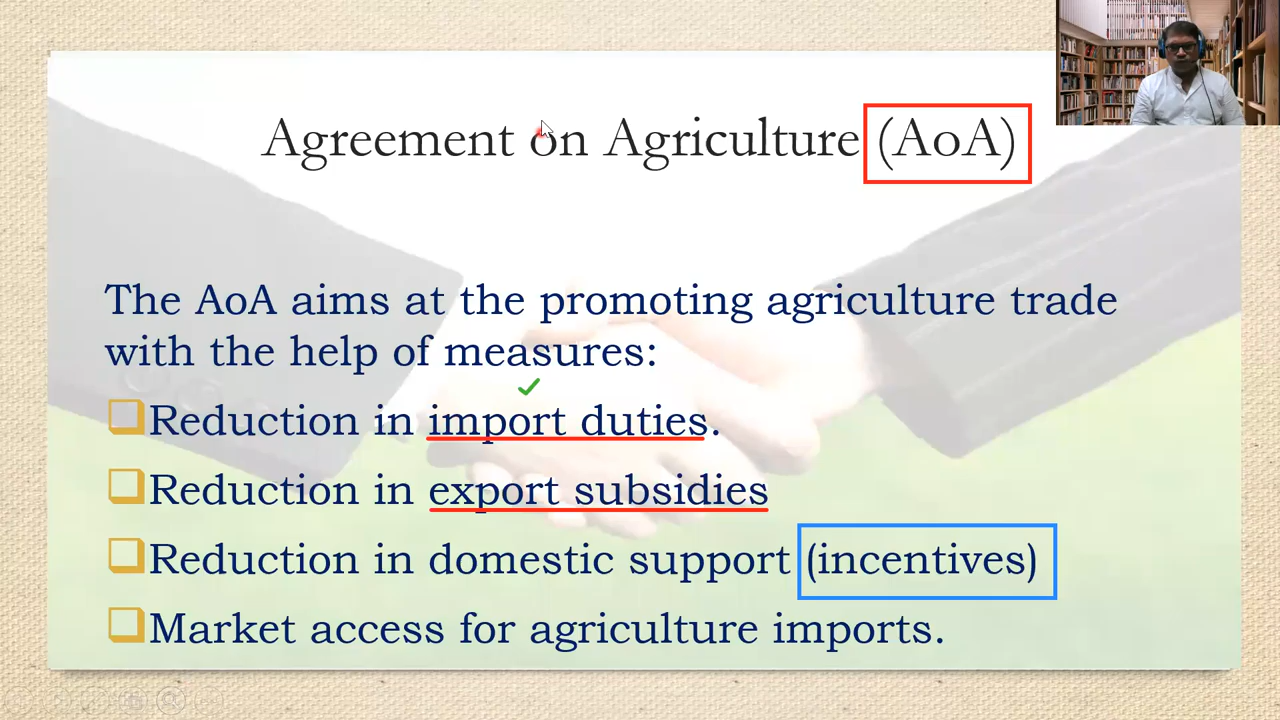 Agreement on Agriculture (AoA)
The AoA aims at the promoting agriculture trade
with the help of measures:
Reduction in import duties.
Reduction in export subsidies
Reduction in domestic support (incentives)
Market access for agriculture imports.